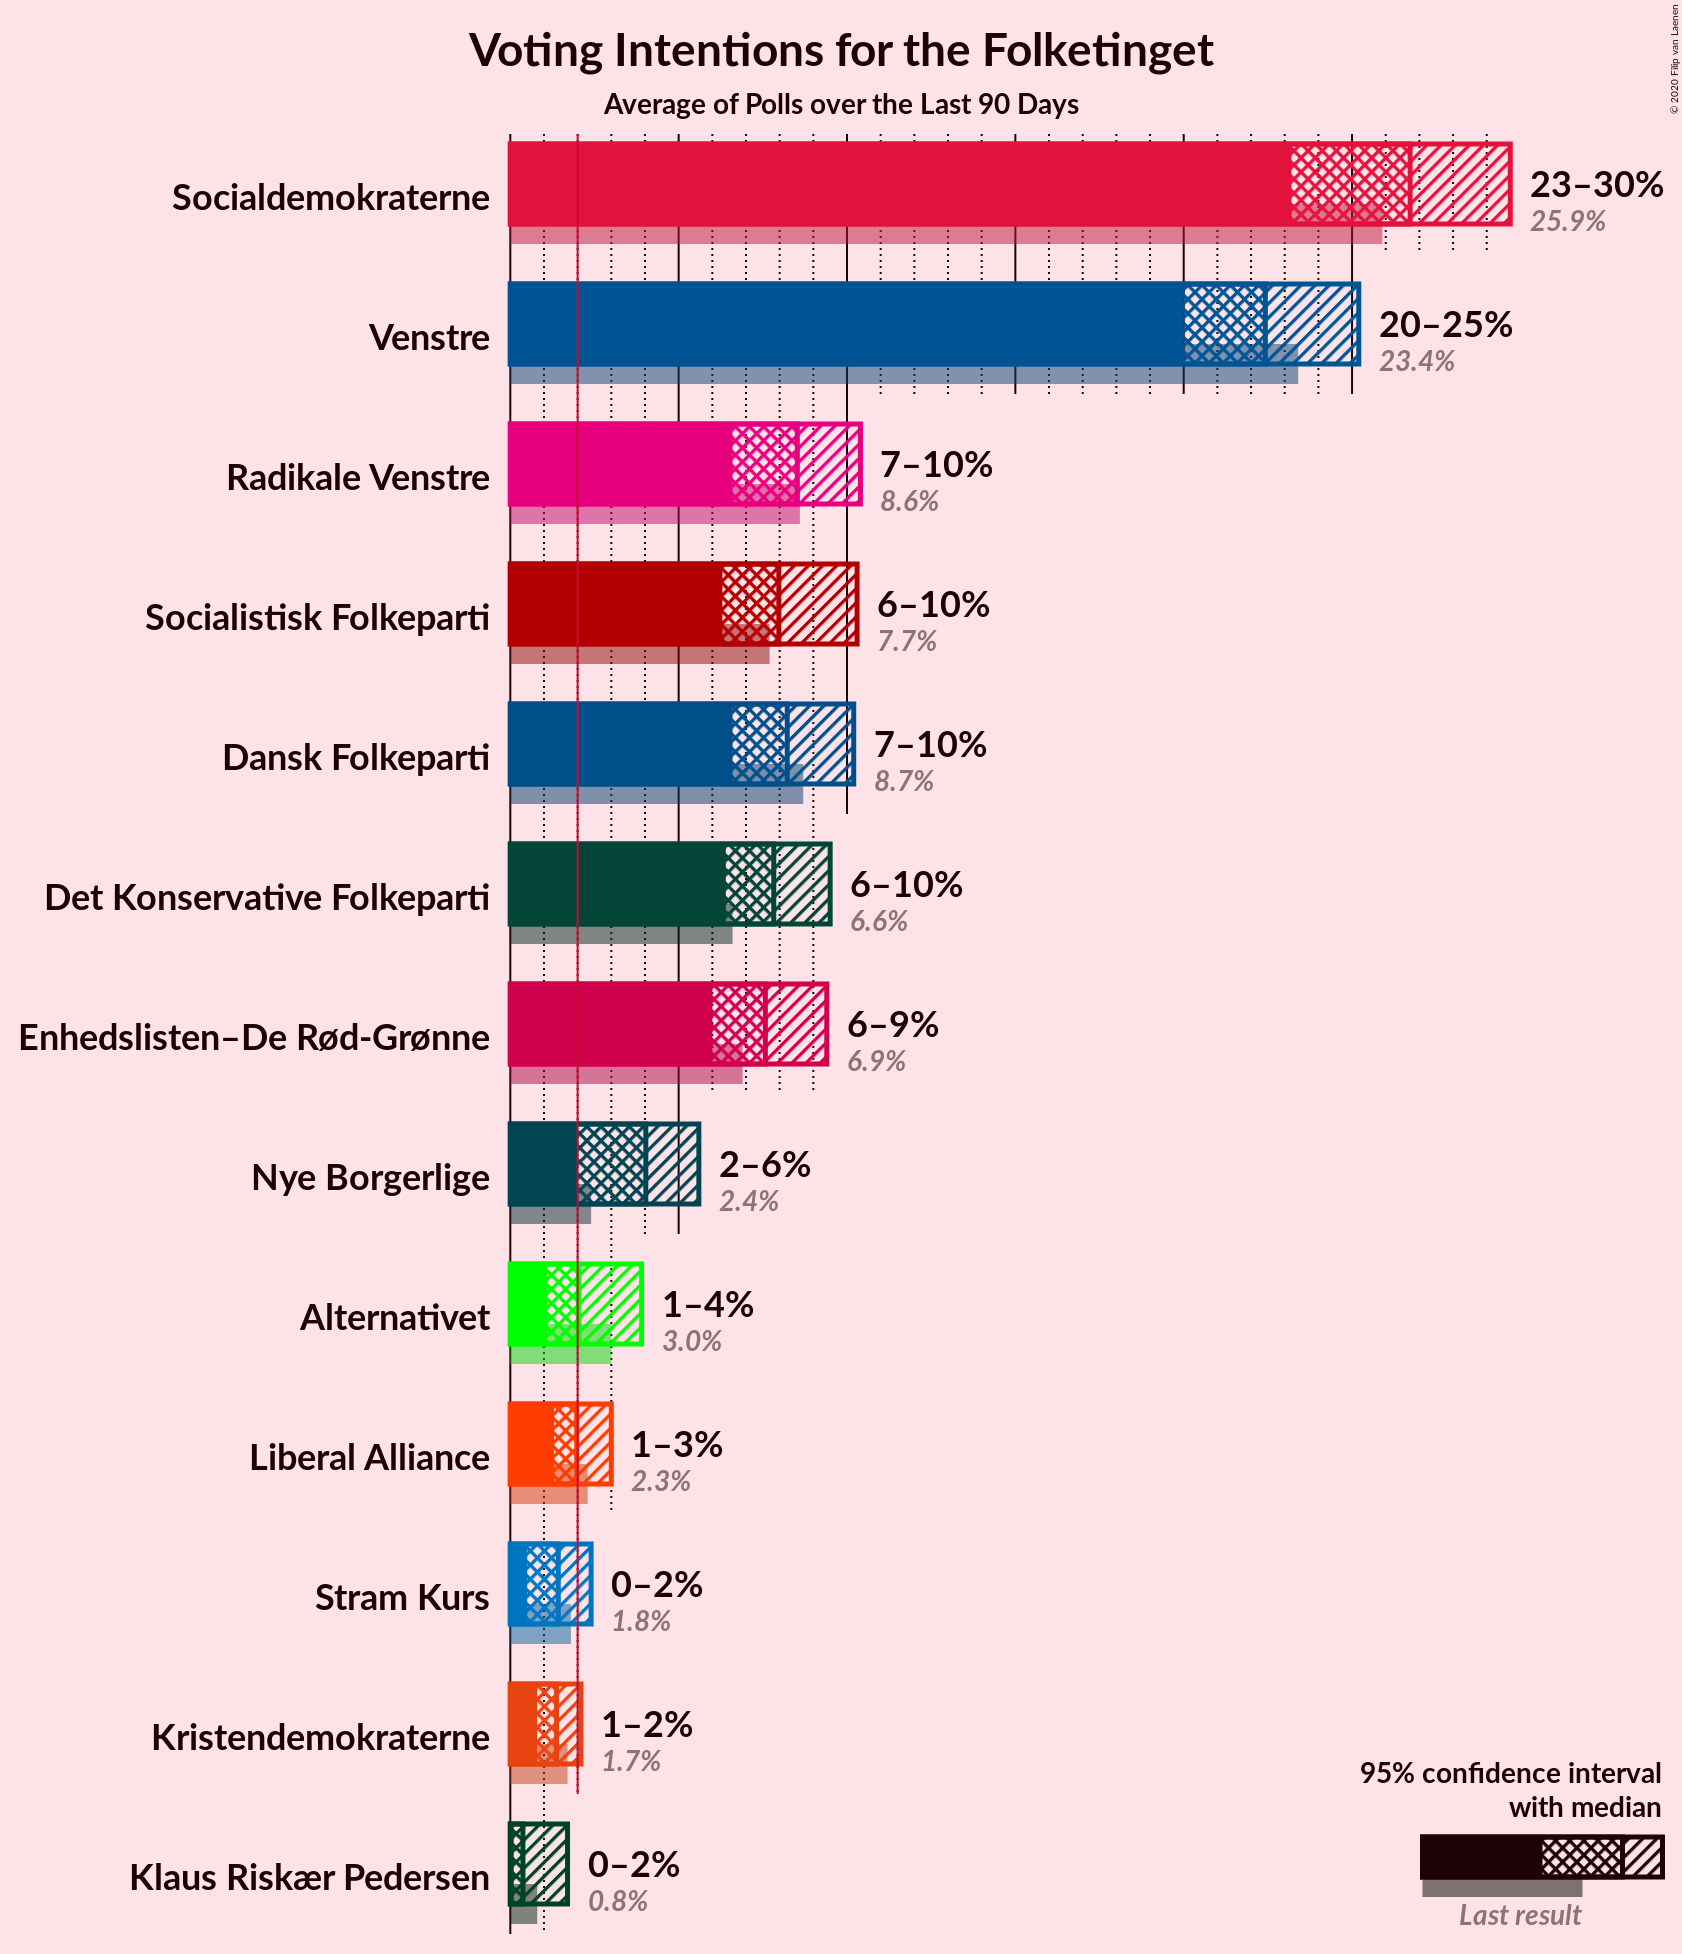 Voting Intentions for the Folketinget
Average of Polls over the Last 90 Days
© 2020 Filip van Laenen
Socialdemokraterne
23–30%
25.9%
Venstre
20–25%
23.4%
Radikale Venstre
7–10%
8.6%
Socialistisk Folkeparti
6–10%
7.7%
Dansk Folkeparti
7–10%
8.7%
Det Konservative Folkeparti
6–10%
6.6%
Enhedslisten–De Rød-Grønne
6–9%
6.9%
Nye Borgerlige
2–6%
2.4%
Alternativet
1–4%
3.0%
Liberal Alliance
1–3%
2.3%
Stram Kurs
0–2%
1.8%
Kristendemokraterne
1–2%
1.7%
Klaus Riskær Pedersen
0–2%
0.8%
95% confidence interval
with median
Last result